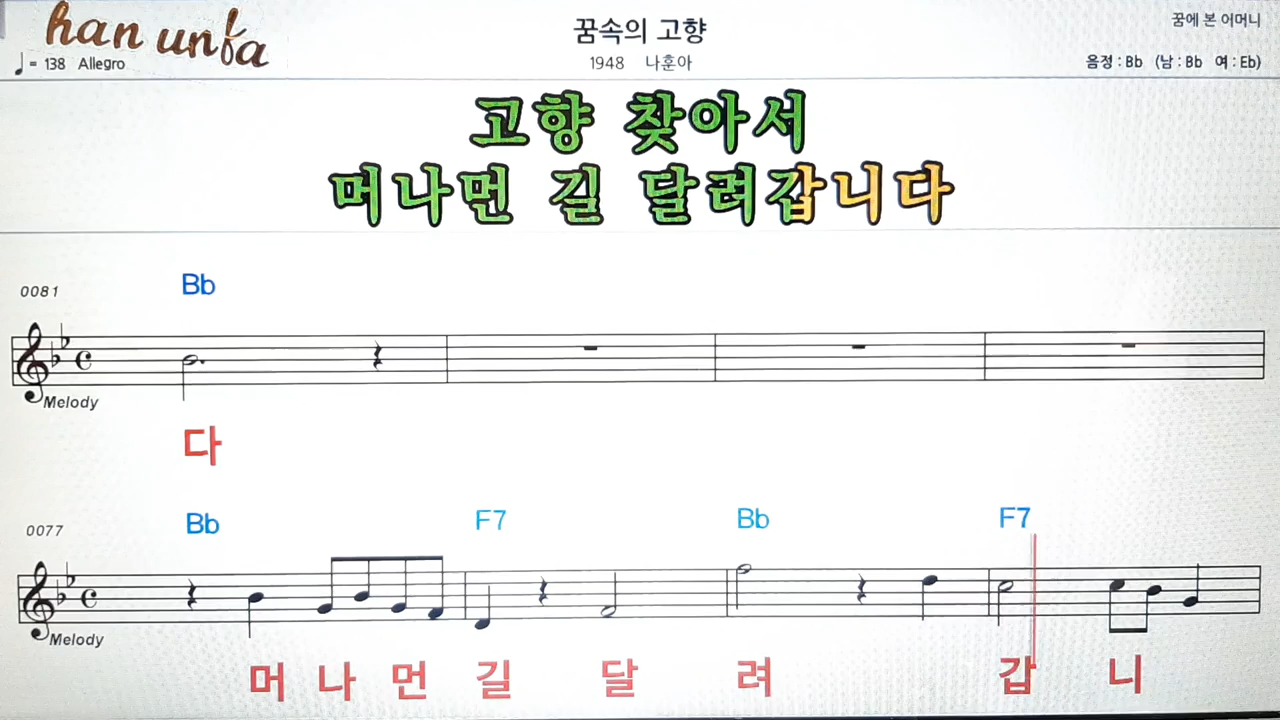 han unfa
꿈속의 고향
꿈에 본 어머니
♩= 138 Allegro
1948 나훈아
음정 : Bb (남 : Bb 여 : Eb)
고향 찾아서
머나먼 길 달려갑니다
0081
Bb
Melody
다
0077
Bb F7 Bb F7
Melody
머 나 먼 길 달 려 갑 니